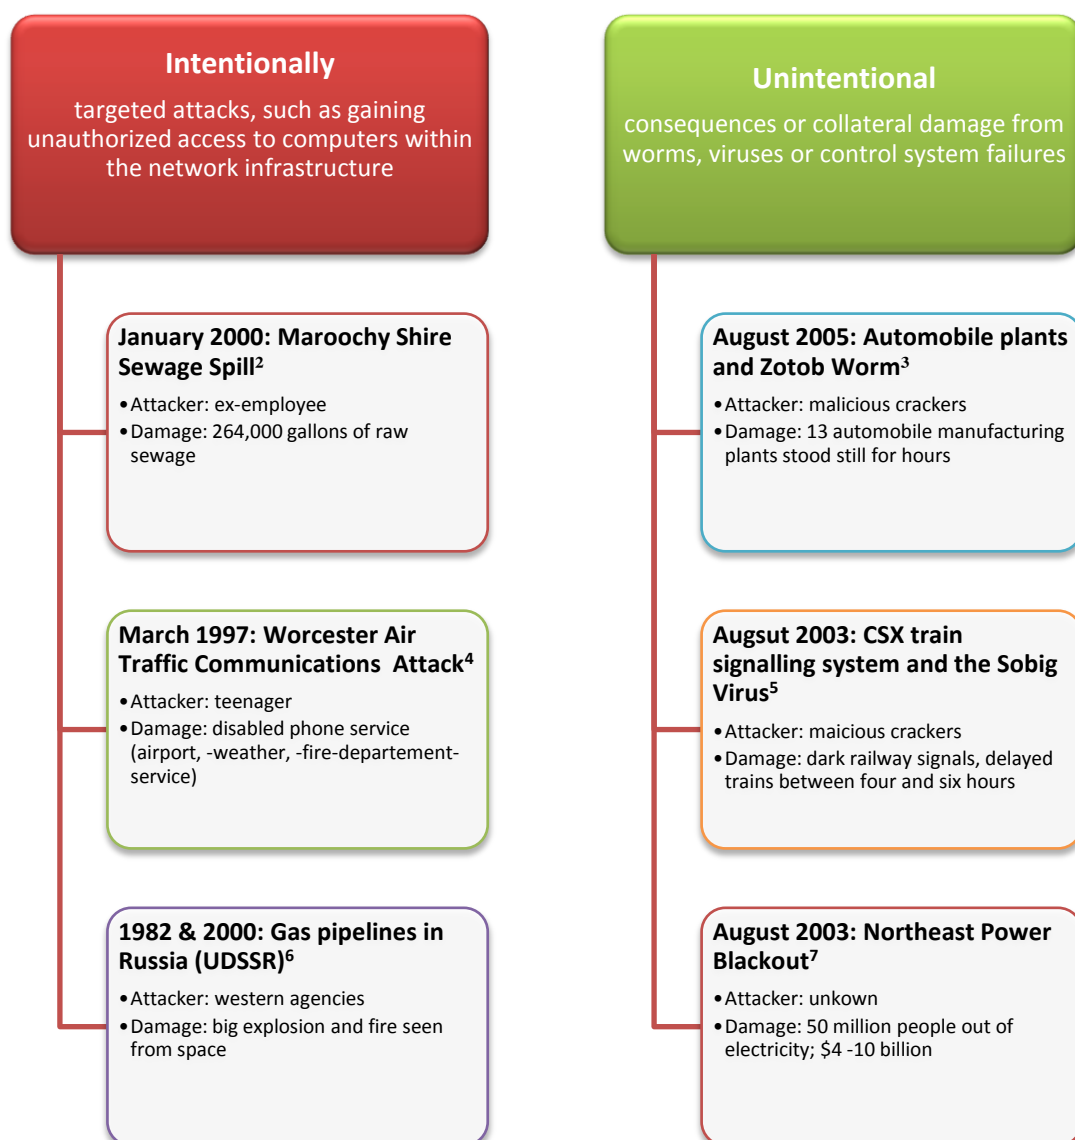 Intentionally
targeted attacks, such as gaining
unauthorized access to computers within
the network infrastructure
January 2000: Maroochy Shire
Sewage Spill²
•Attacker: ex-employee
•Damage: 264,000 gallons of raw
sewage
March 1997: Worcester Air
Traffic Communications Attack⁴
•Attacker: teenager
•Damage: disabled phone service
(airport, -weather, -fire-departement-
service)
1982 & 2000: Gas pipelines in
Russia (UDSSR)⁶
•Attacker: western agencies
•Damage: big explosion and fire seen
from space
Unintentional
consequences or collateral damage from
worms, viruses or control system failures
August 2005: Automobile plants
and Zotob Worm³
•Attacker: malicious crackers
•Damage: 13 automobile manufacturing
plants stood still for hours
Augsut 2003: CSX train
signalling system and the Sobig
Virus⁵
•Attacker: maicious crackers
•Damage: dark railway signals, delayed
trains between four and six hours
August 2003: Northeast Power
Blackout⁷
•Attacker: unkown
•Damage: 50 million people out of
electricity; $4 -10 billion